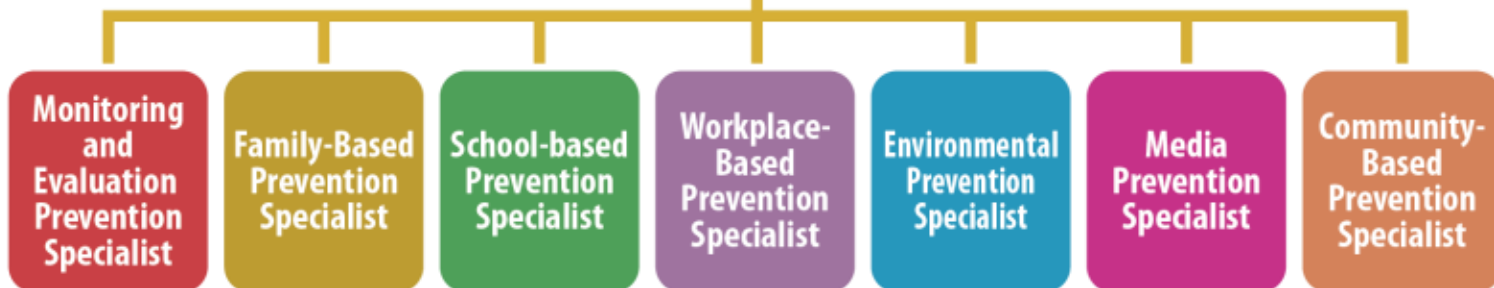 Monitoring
and
Evaluation
Prevention
Specialist
Family-Based
Prevention
Specialist
School-based
Prevention
Specialist
Workplace-
Based
Prevention
Specialist
Environmental
Prevention
Specialist
Media
Prevention
Specialist
Community-
Based
Prevention
Specialist